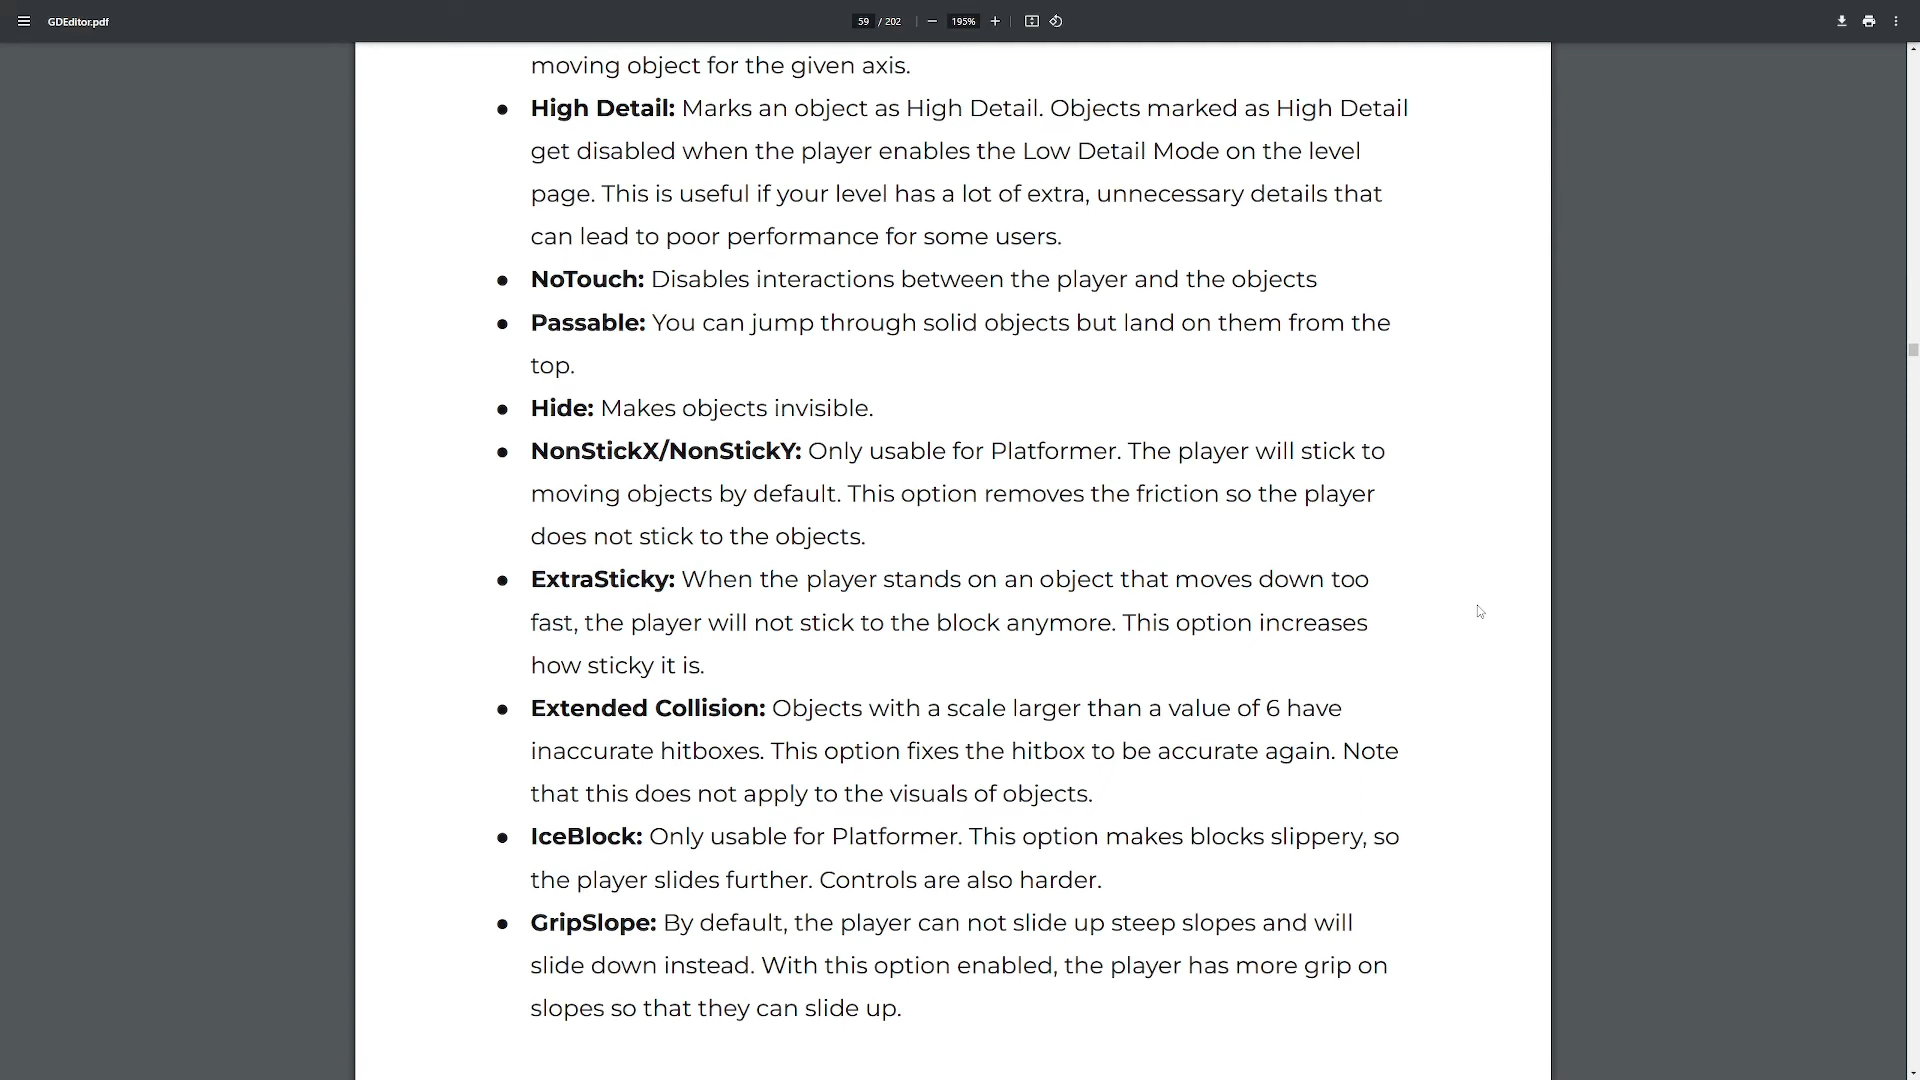 GDEditor.pdf
59 / 202
195%
moving object for the given axis.
● High Detail: Marks an object as High Detail. Objects marked as High Detail
get disabled when the player enables the Low Detail Mode on the level
page. This is useful if your level has a lot of extra, unnecessary details that
can lead to poor performance for some users.
● NoTouch: Disables interactions between the player and the objects
● Passable: You can jump through solid objects but land on them from the
top.
● Hide: Makes objects invisible.
● NonStickX/NonStickY: Only usable for Platformer. The player will stick to
moving objects by default. This option removes the friction so the player
does not stick to the objects.
● ExtraSticky: When the player stands on an object that moves down too
fast, the player will not stick to the block anymore. This option increases
how sticky it is.
● Extended Collision: Objects with a scale larger than a value of 6 have
inaccurate hitboxes. This option fixes the hitbox to be accurate again. Note
that this does not apply to the visuals of objects.
● IceBlock: Only usable for Platformer. This option makes blocks slippery, so
the player slides further. Controls are also harder.
● GripSlope: By default, the player can not slide up steep slopes and will
slide down instead. With this option enabled, the player has more grip on
slopes so that they can slide up.